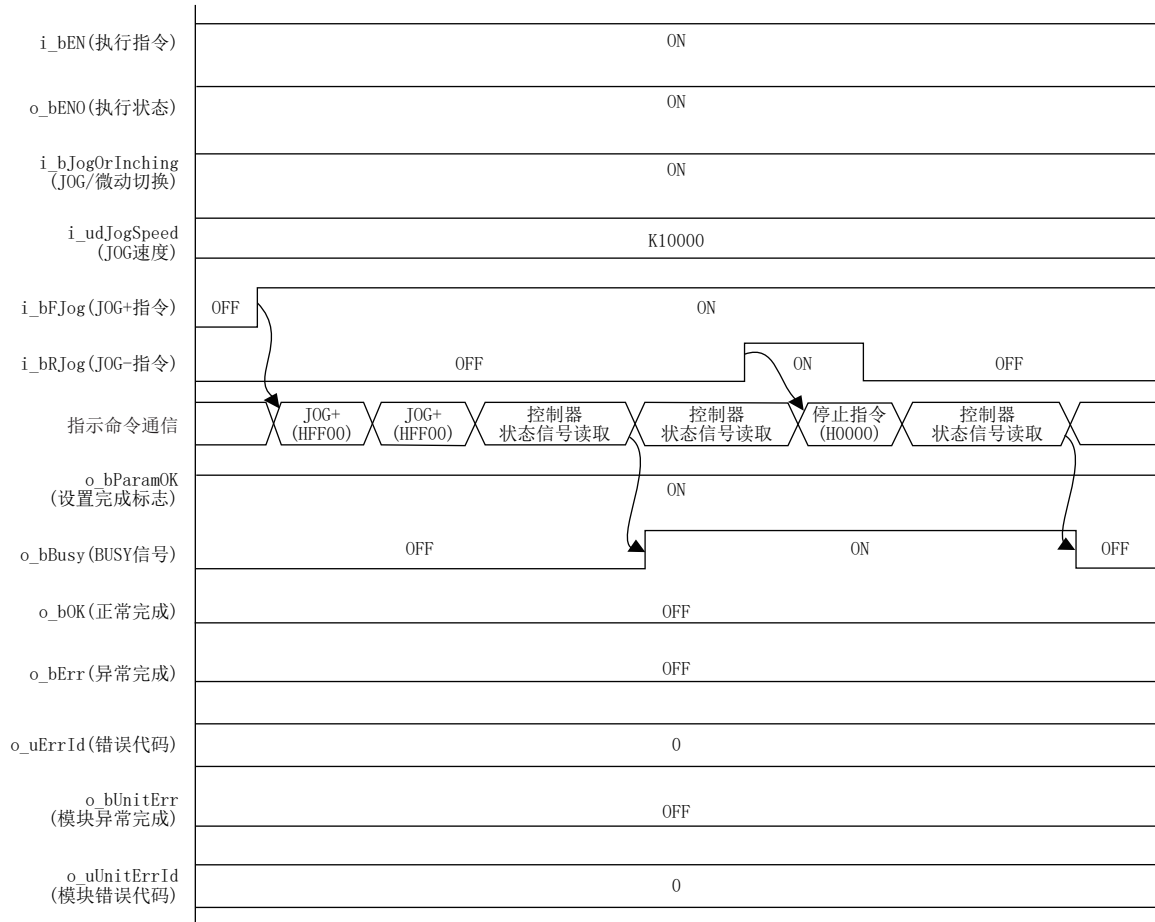 i_bEN(执行指令)
ON
o_bENO(执行状态)
ON
i_bJogOrInching
(JOG/微动切换)
ON
i_udJogSpeed
(JOG速度)
K10000
i_bFJog(JOG+指令)
OFF
ON
i_bRJog(JOG-指令)
OFF
ON
OFF
指示命令通信
JOG+
(HFF00)
JOG+
(HFF00)
控制器
状态信号读取
控制器
状态信号读取
停止指令
(H0000)
控制器
状态信号读取
o_bParamOK
(设置完成标志)
ON
o_bBusy(BUSY信号)
OFF
ON
OFF
o_bOK(正常完成)
OFF
o_bErr(异常完成)
OFF
o_uErrId(错误代码)
0
o_bUnitErr
(模块异常完成)
OFF
o_uUnitErrId
(模块错误代码)
0